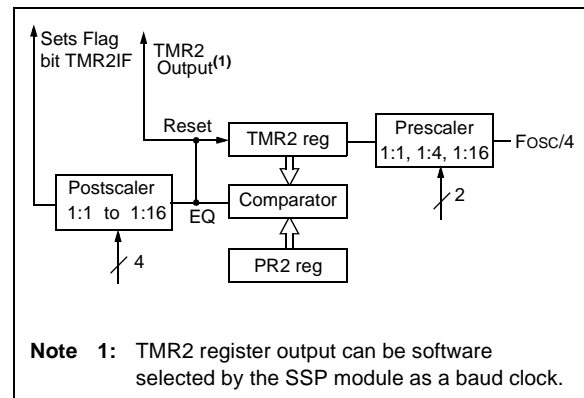 Sets Flag
bit TMR2IF
TMR2
Output(1)
Reset
TMR2 reg
Prescaler
1:1, 1:4, 1:16
FOSC/4
2
Postscaler
1:1 to 1:16
EQ
Comparator
4
PR2 reg
Note 1: TMR2 register output can be software
selected by the SSP module as a baud clock.